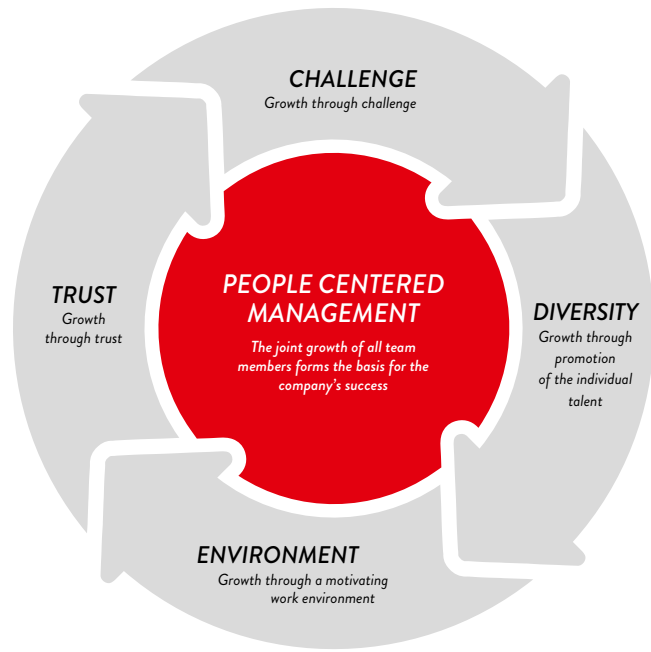 CHALLENGE
Growth through challenge
TRUST
Growth
through trust
PEOPLE CENTERED
MANAGEMENT
The joint growth of all team
members forms the basis for the
company’s success
DIVERSITY
Growth through
promotion
of the individual
talent
ENVIRONMENT
Growth through a motivating
work environment